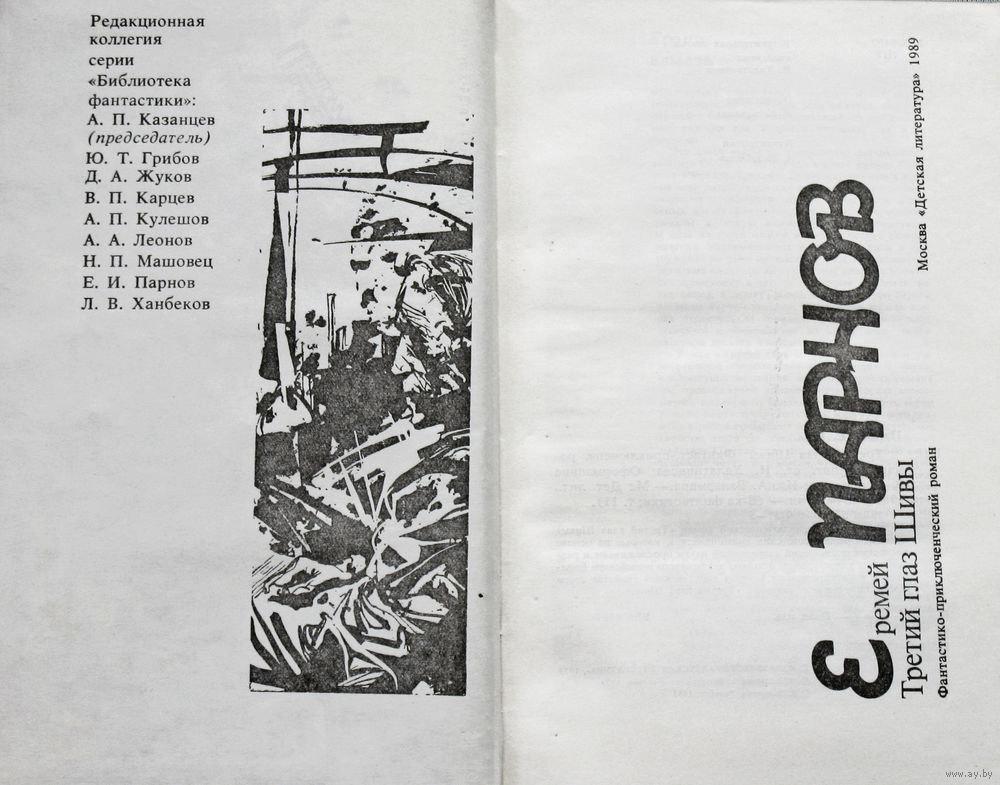 Редакционная
коллегия
серии
«Библиотека
фантастики»:
А. П. Казанцев
(председатель)
Ю. Т. Грибов
Д. А. Жуков
В. П. Карцев
А. П. Кулешов
А. А. Леонов
Н. П. Машовец
Е. И. Парнов
Л. В. Ханбеков
Еремей ПАРНОВ
Третий глаз Шивы
Фантастико-приключенческий роман
Москва «Детская литература» 1989
www.ay.by